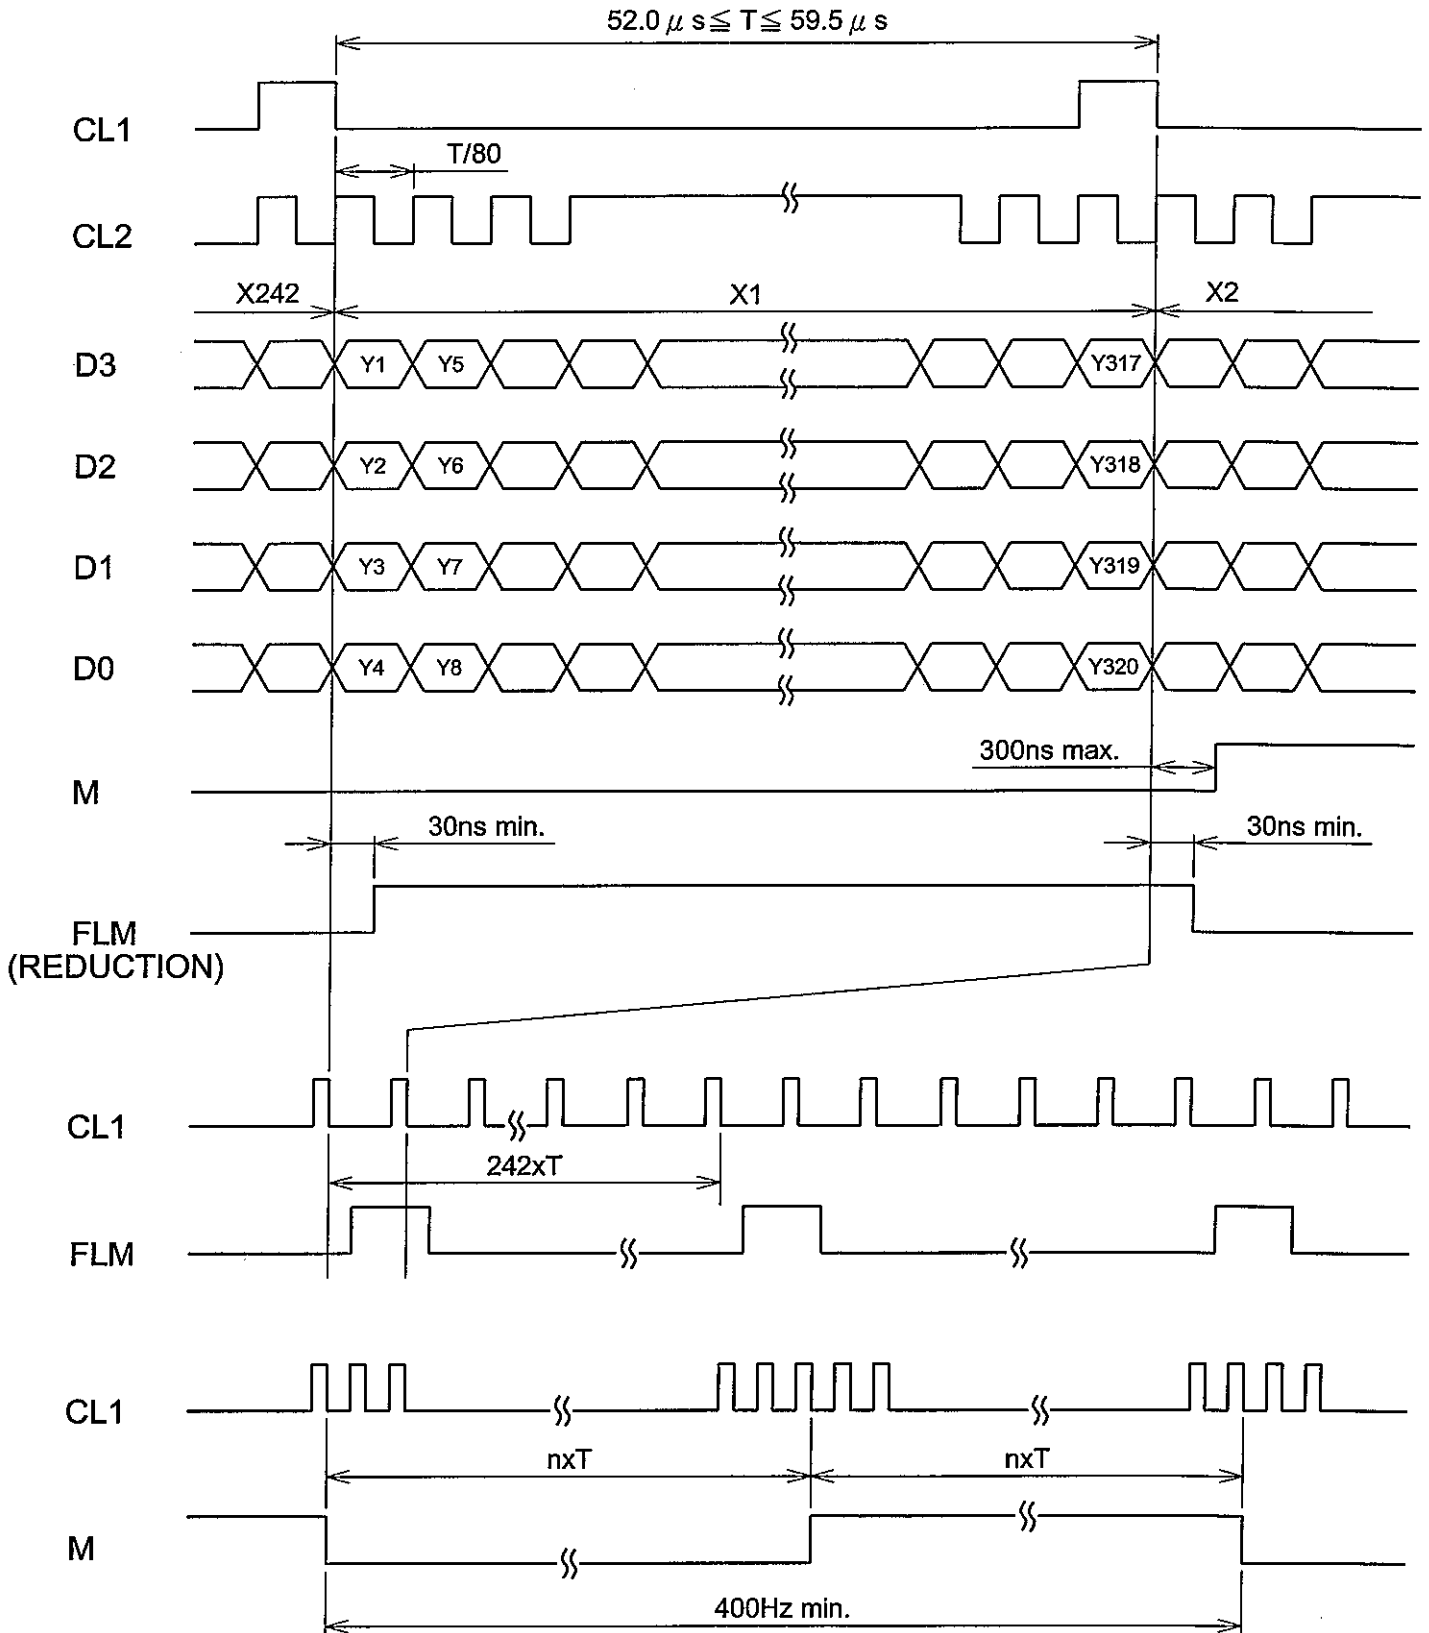 52.0 μ s ≦ T ≦ 59.5 μ s
CL1
T/80
CL2
X242 X1 X2
D3 Y1 Y5 Y317
D2 Y2 Y6 Y318
D1 Y3 Y7 Y319
D0 Y4 Y8 Y320
300ns max.
M
30ns min. 30ns min.
FLM
(REDUCTION)
CL1
242xT
FLM
CL1
nxT nxT
M
400Hz min.